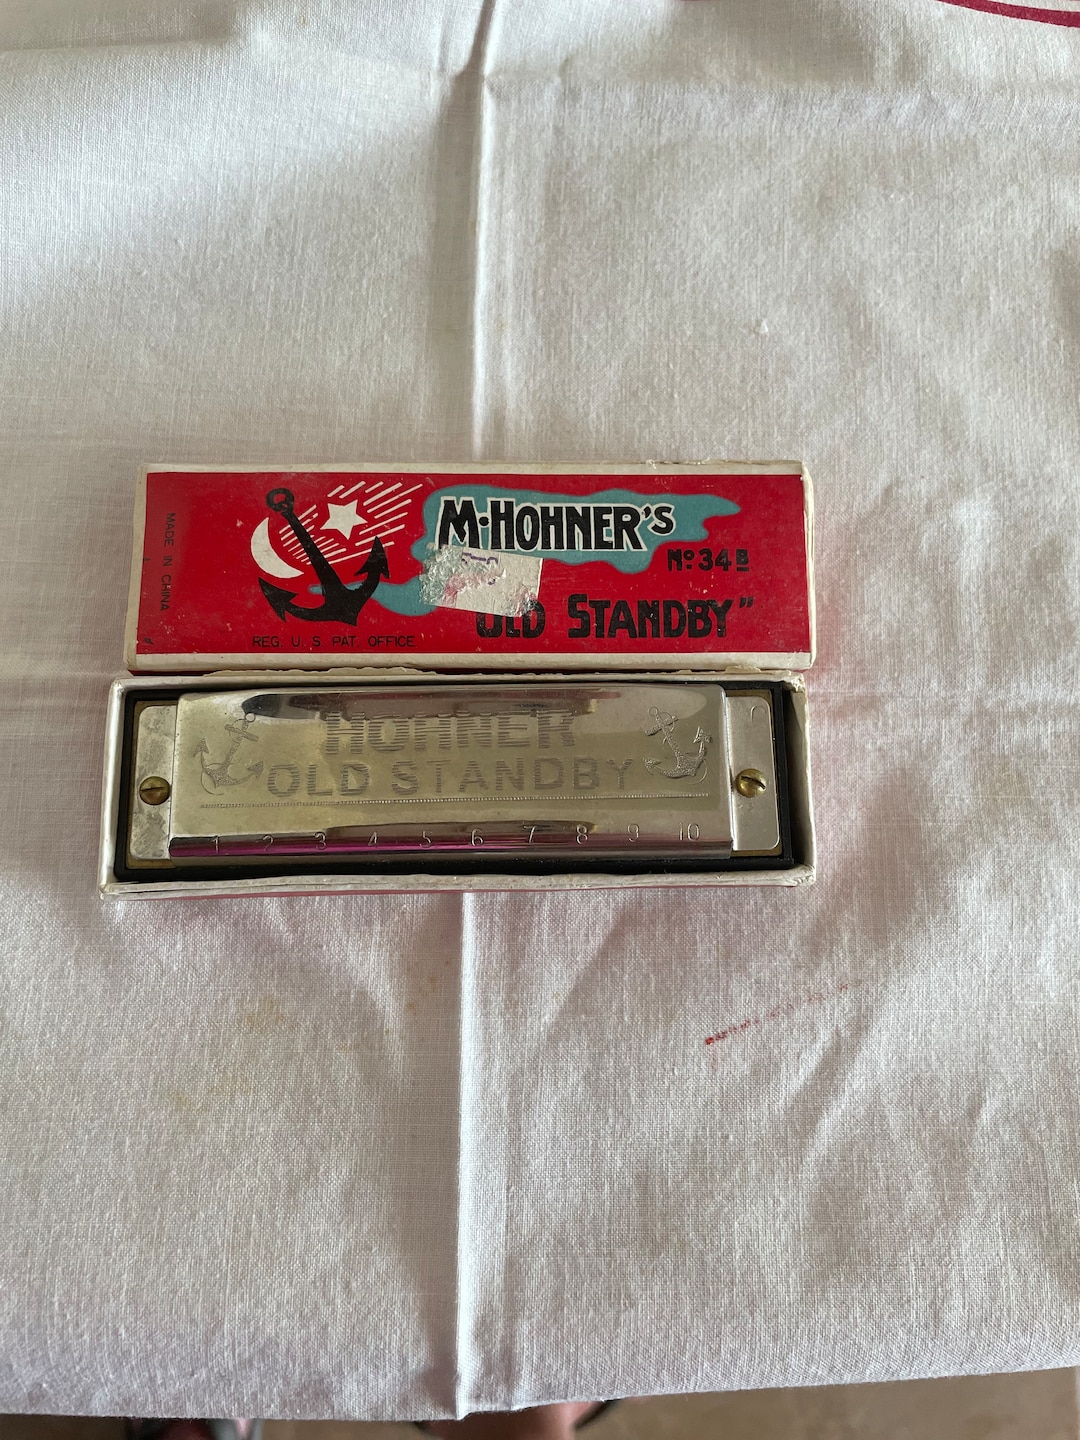 MADE IN CHINA
M·HOHNER'S
Nº 34B
"OLD STANDBY"
REG. U. S. PAT. OFFICE
HOHNER
OLD STANDBY
1 2 3 4 5 6 7 8 9 10